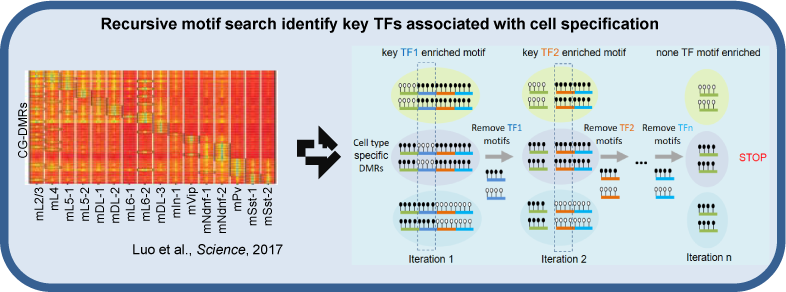 Recursive motif search identify key TFs associated with cell specification
CG-DMRs
mL2/3
mL4
mL5-1
mL5-2
mDL-1
mDL-2
mL6-1
mL6-2
mDL-3
mIn-1
mVip
mNdnf-1
mNdnf-2
mPv
mSst-1
mSst-2
Luo et al., Science, 2017
key TF1 enriched motif
key TF2 enriched motif
none TF motif enriched
Cell type
specific
DMRs
Remove TF1
motifs
Remove TF2
motifs
...
Remove TFn
motifs
STOP
Iteration 1
Iteration 2
Iteration n